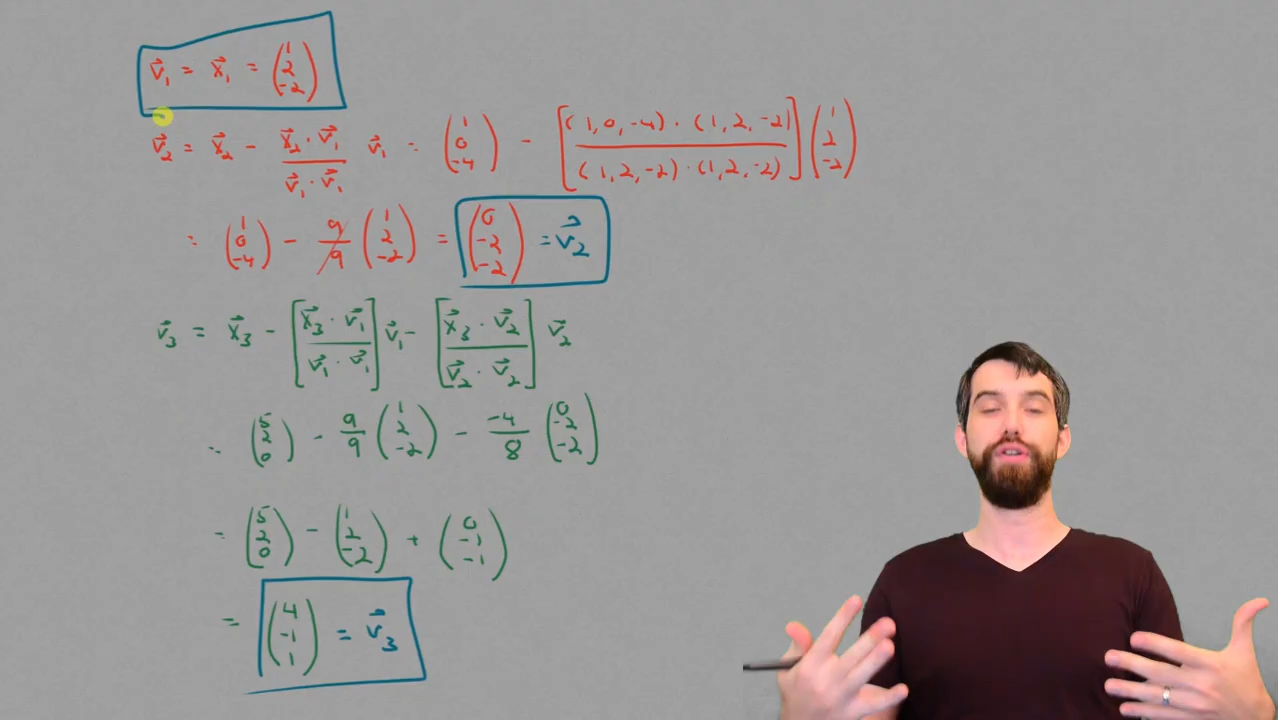 v⃗₁ = x⃗₁ = (1, 2, -2)
v⃗₂ = x⃗₂ - (x⃗₂ · v⃗₁)/(v⃗₁ · v⃗₁) v⃗₁ = (1, 0, -4) - [((1, 0, -4) · (1, 2, -2))/((1, 2, -2) · (1, 2, -2))] (1, 2, -2)
= (1, 0, -4) - 9/9 (1, 2, -2) = (0, -2, -2) = v⃗₂
v⃗₃ = x⃗₃ - [(x⃗₃ · v⃗₁)/(v⃗₁ · v⃗₁)] v⃗₁ - [(x⃗₃ · v⃗₂)/(v⃗₂ · v⃗₂)] v⃗₂
= (5, 2, 0) - 9/9 (1, 2, -2) - -4/8 (0, -2, -2)
= (5, 2, 0) - (1, 2, -2) + (0, -1, -1)
= (4, -1, 1) = v⃗₃